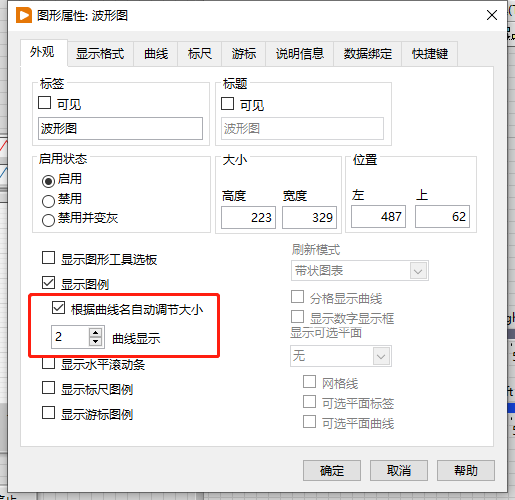 图形属性: 波形图
外观 显示格式 曲线 标尺 游标 说明信息 数据绑定 快捷键
标签
可见
波形图
标题
可见
波形图
启用状态
启用
禁用
禁用并变灰
大小
高度 宽度
223 329
位置
左 上
487 62
显示图形工具选板
显示图例
根据曲线名自动调节大小
2 曲线显示
显示水平滚动条
显示标尺图例
显示游标图例
刷新模式
带状图表
分格显示曲线
显示数字显示框
显示可选平面
无
网格线
可选平面标签
可选平面曲线
确定 取消 帮助